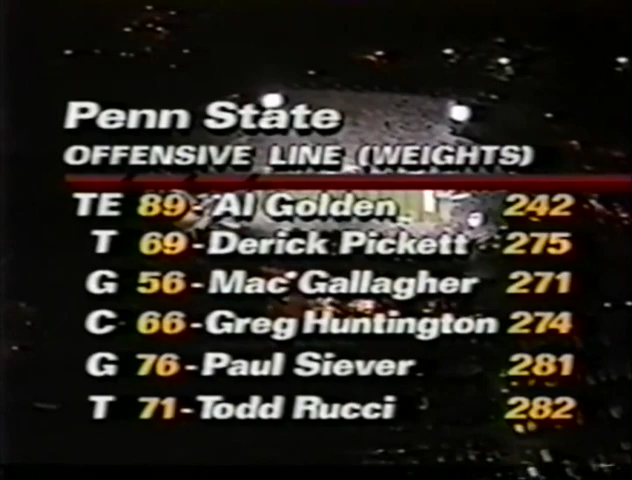 Penn State
OFFENSIVE LINE (WEIGHTS)
TE 89-Al Golden 242
T 69-Derick Pickett 275
G 56-Mac Gallagher 271
C 66-Greg Huntington 274
G 76-Paul Siever 281
T 71-Todd Rucci 282